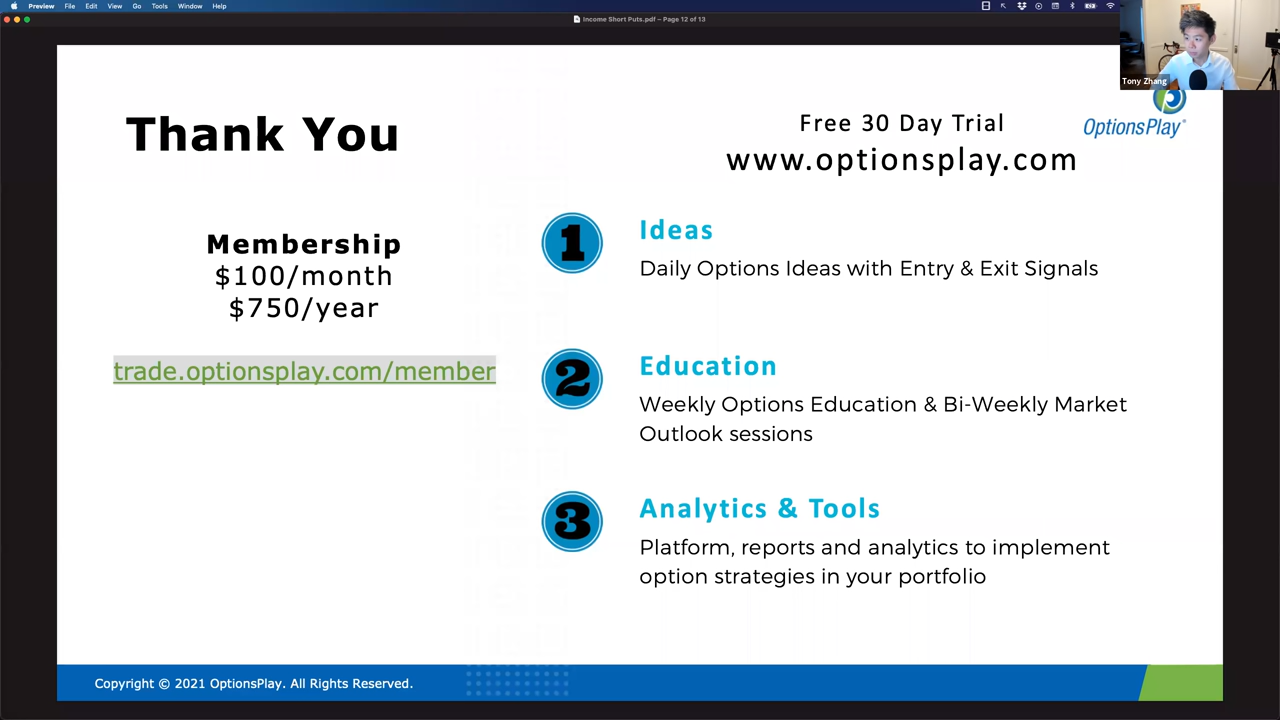 Preview File Edit View Go Tools Window Help
Income Short Puts.pdf – Page 12 of 13
Tony Zhang
Thank You
Free 30 Day Trial
www.optionsplay.com
OptionsPlay®
Membership
$100/month
$750/year
trade.optionsplay.com/member
1
Ideas
Daily Options Ideas with Entry & Exit Signals
2
Education
Weekly Options Education & Bi-Weekly Market
Outlook sessions
3
Analytics & Tools
Platform, reports and analytics to implement
option strategies in your portfolio
Copyright © 2021 OptionsPlay. All Rights Reserved.